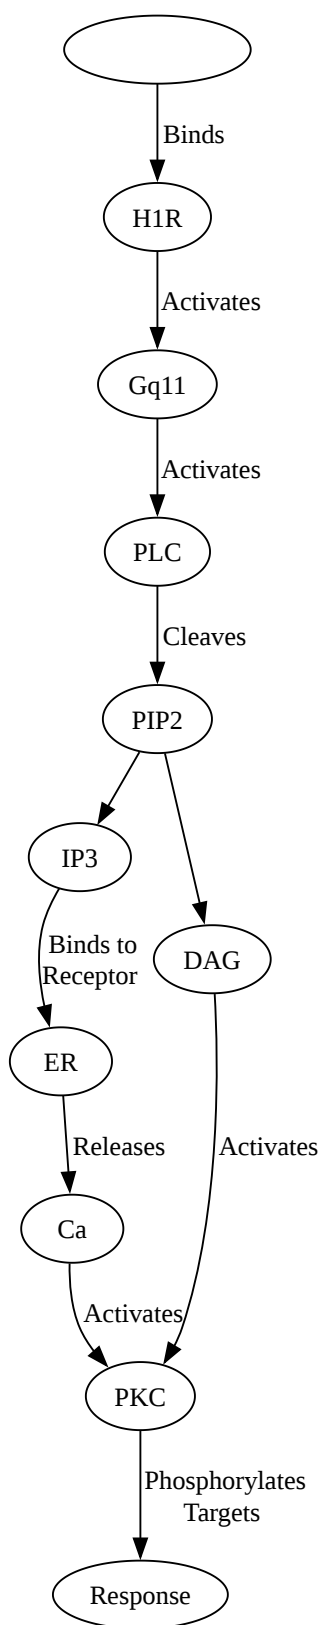 Binds
H1R
Activates
Gq11
Activates
PLC
Cleaves
PIP2
IP3
Binds to
Receptor
DAG
ER
Releases
Activates
Ca
Activates
PKC
Phosphorylates
Targets
Response